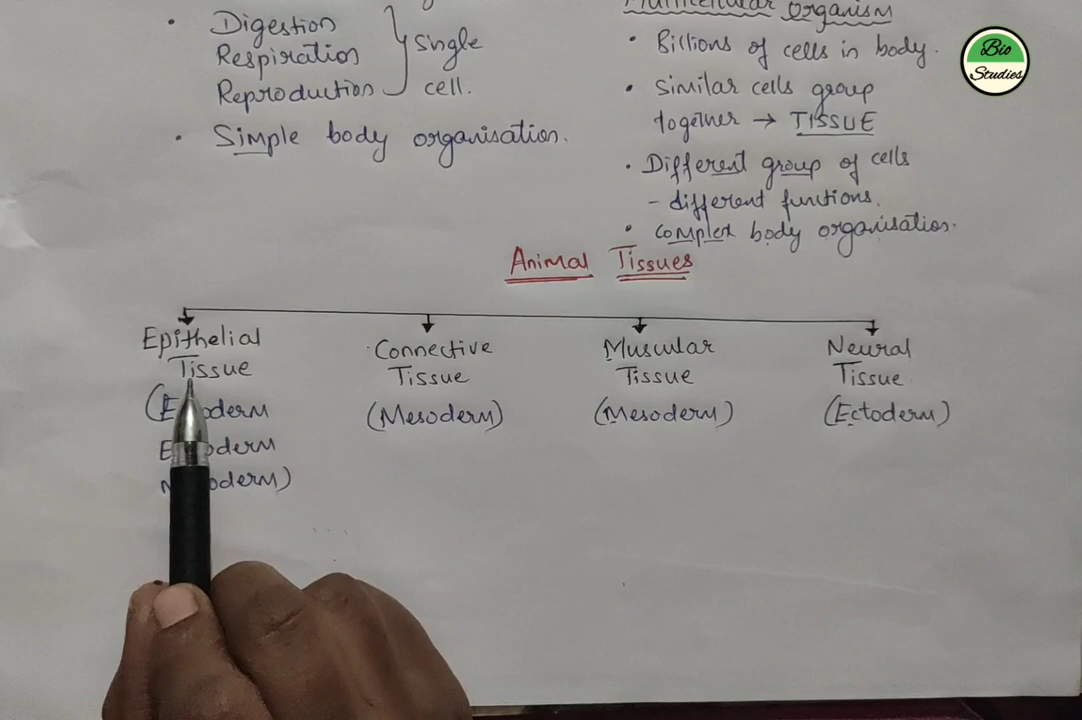 • Digestion
Respiration
Reproduction
Single
cell.
• Simple body organisation.
Multicellular Organism
• Billions of cells in body.
• Similar cells group
together → TISSUE
• Different group of cells
- different functions.
• complex body organisation.
Bio
Studies
Animal Tissues
Epithelial
Tissue
Connective
Tissue
(Mesoderm)
Muscular
Tissue
(Mesoderm)
Neural
Tissue
(Ectoderm)